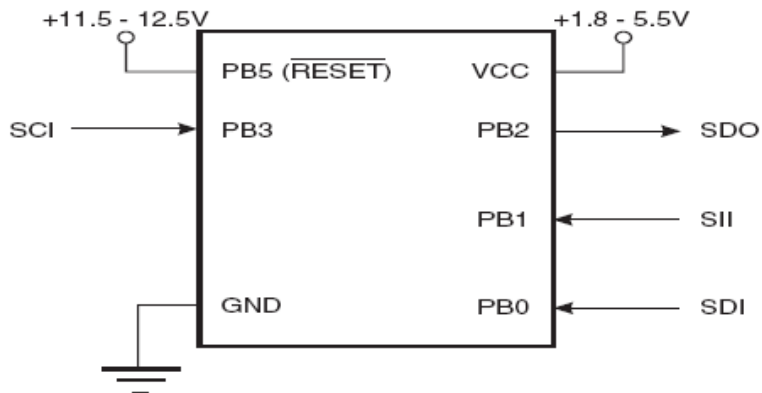 +11.5 - 12.5V +1.8 - 5.5V
PB5 (RESET) VCC
SCI PB3 PB2 SDO
PB1 SII
GND PB0 SDI